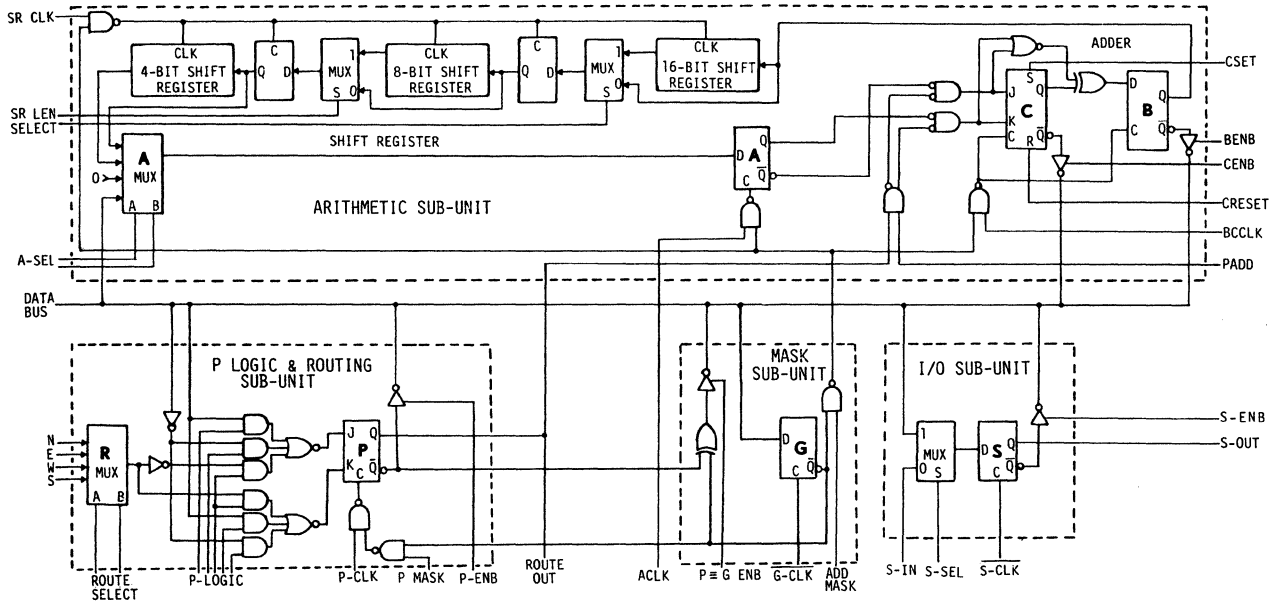 SR CLK
CLK
4-BIT SHIFT
REGISTER
C
Q D
MUX
1
S 0
CLK
8-BIT SHIFT
REGISTER
C
Q D
MUX
1
S 0
CLK
16-BIT SHIFT
REGISTER
ADDER
CSET
SR LEN
SELECT
SHIFT REGISTER
A
MUX
0>
A B
D A Q
Q̅
C
J S Q
C
K
C Q̅
R
D Q
B
C Q̅
BENB
CENB
CRESET
BCCLK
PADD
ARITHMETIC SUB-UNIT
A-SEL
DATA
BUS
P LOGIC & ROUTING
SUB-UNIT
MASK
SUB-UNIT
I/O SUB-UNIT
N
E
W
S
R
MUX
A B
J Q
P
K Q̅
C
D
G
C Q̅
1
MUX
0 S
D S Q
C Q̅
S-ENB
S-OUT
ROUTE
SELECT
P-LOGIC
P-CLK
P MASK
P-ENB
ROUTE
OUT
ACLK
P ≡ G ENB
G̅-̅C̅L̅K̅
ADD
MASK
S-IN
S-SEL
S̅-̅C̅L̅K̅